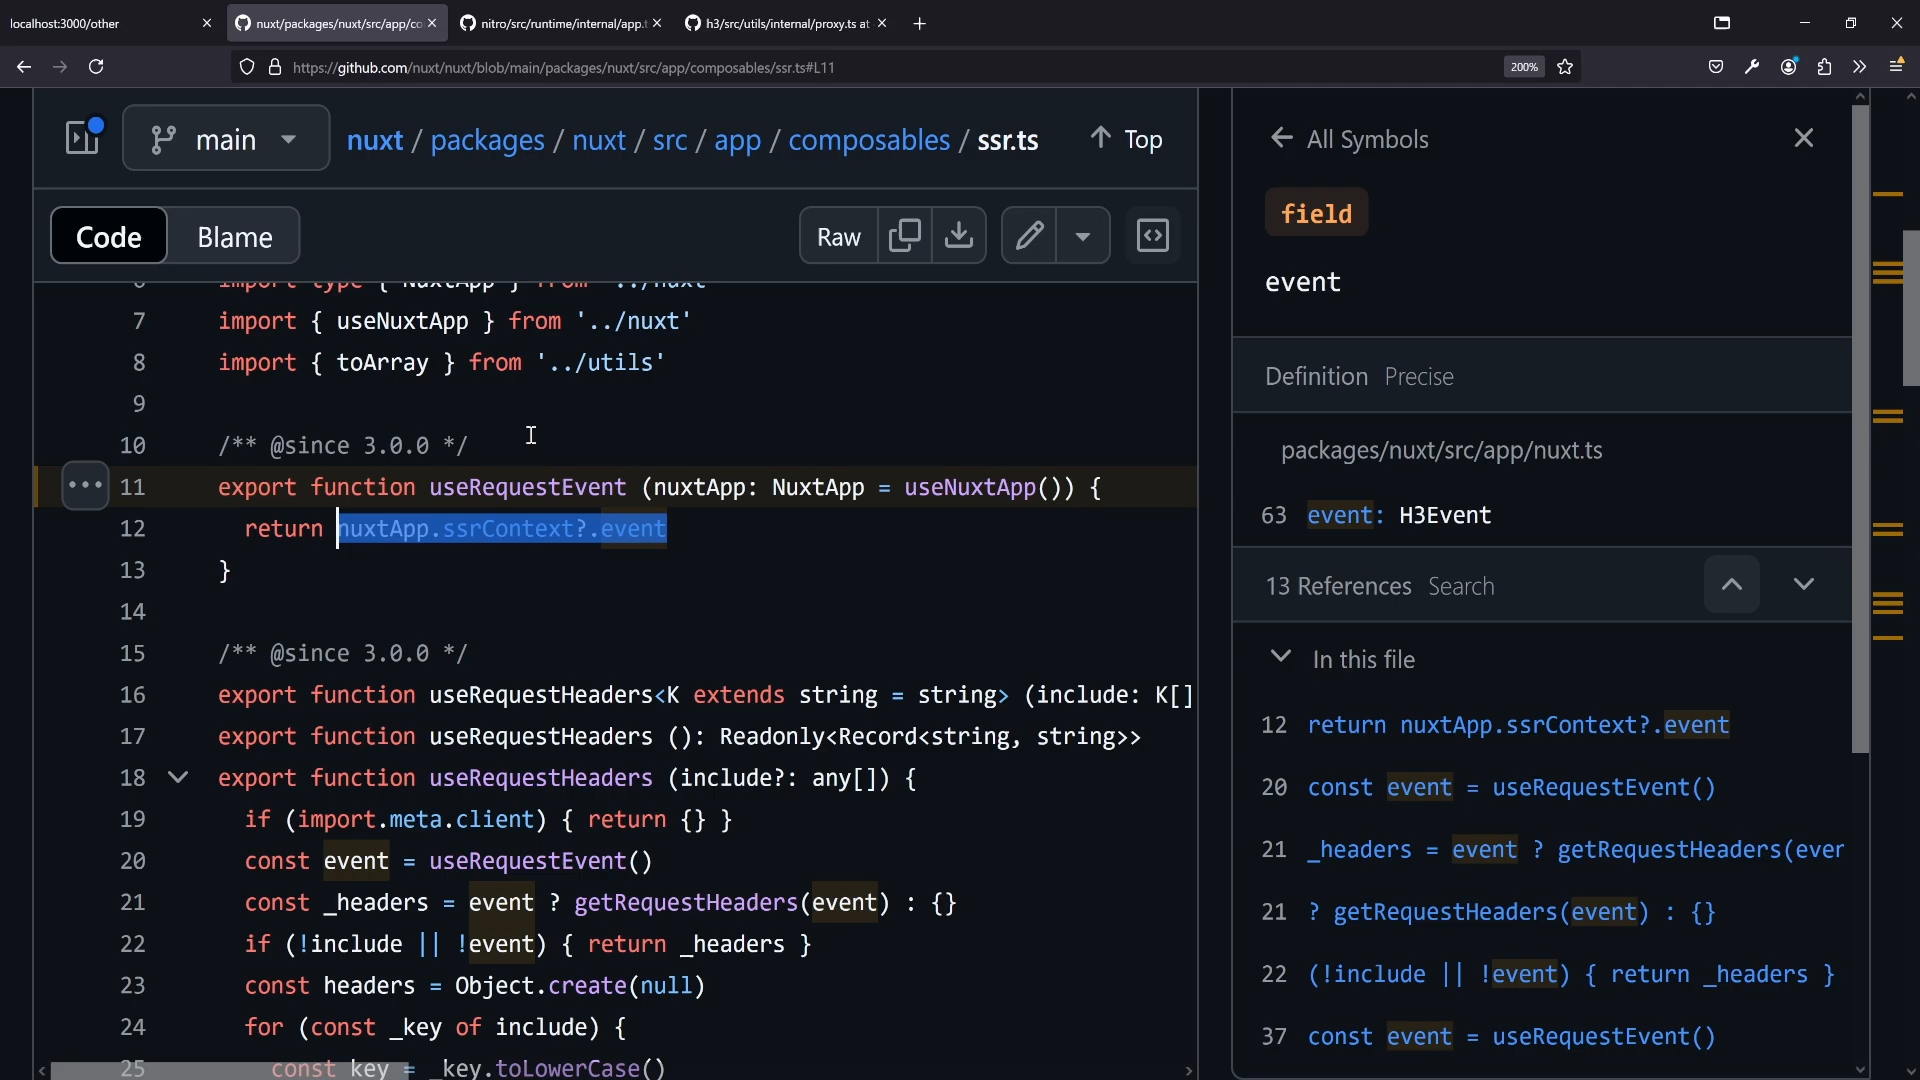 localhost:3000/other
nuxt/packages/nuxt/src/app/co
nitro/src/runtime/internal/app.t
h3/src/utils/internal/proxy.ts at
https://github.com/nuxt/nuxt/blob/main/packages/nuxt/src/app/composables/ssr.ts#L11
200%
main
nuxt / packages / nuxt / src / app / composables / ssr.ts
Top
Code
Blame
Raw
import type { NuxtApp } from '../nuxt'
7 import { useNuxtApp } from '../nuxt'
8 import { toArray } from '../utils'
9
10 /** @since 3.0.0 */
11 export function useRequestEvent (nuxtApp: NuxtApp = useNuxtApp()) {
12 return nuxtApp.ssrContext?.event
13 }
14
15 /** @since 3.0.0 */
16 export function useRequestHeaders<K extends string = string> (include: K[]
17 export function useRequestHeaders (): Readonly<Record<string, string>>
18 export function useRequestHeaders (include?: any[]) {
19 if (import.meta.client) { return {} }
20 const event = useRequestEvent()
21 const _headers = event ? getRequestHeaders(event) : {}
22 if (!include || !event) { return _headers }
23 const headers = Object.create(null)
24 for (const _key of include) {
25 const key = _key.toLowerCase()
All Symbols
field
event
Definition Precise
packages/nuxt/src/app/nuxt.ts
63 event: H3Event
13 References Search
In this file
12 return nuxtApp.ssrContext?.event
20 const event = useRequestEvent()
21 _headers = event ? getRequestHeaders(ever
21 ? getRequestHeaders(event) : {}
22 (!include || !event) { return _headers }
37 const event = useRequestEvent()